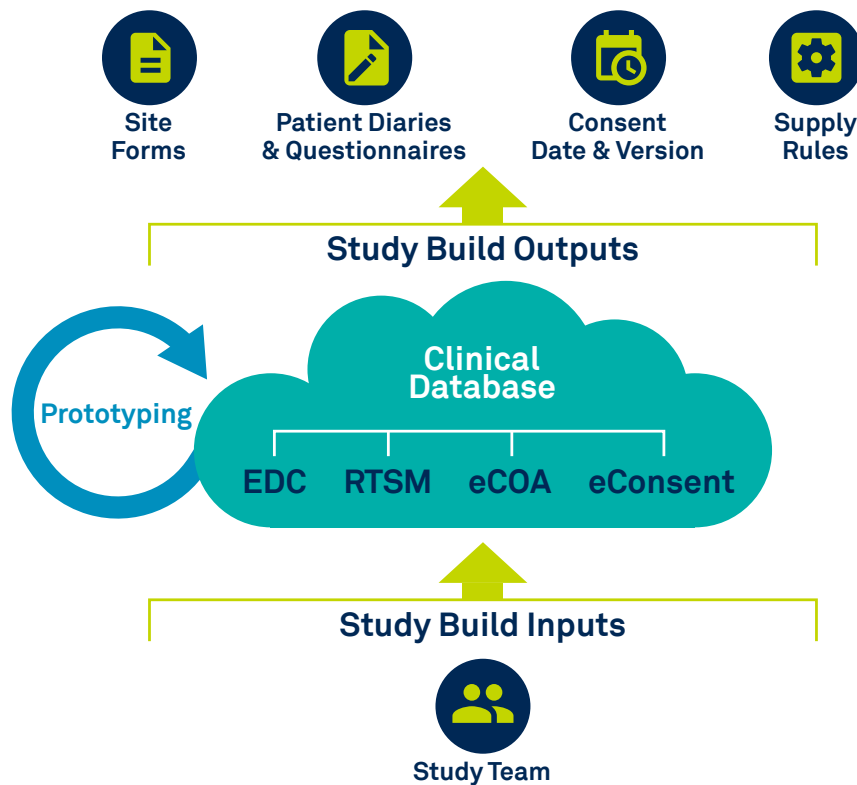 Site
Forms
Patient Diaries
& Questionnaires
Consent
Date & Version
Supply
Rules
Study Build Outputs
Clinical
Database
Prototyping
EDC RTSM eCOA eConsent
Study Build Inputs
Study Team